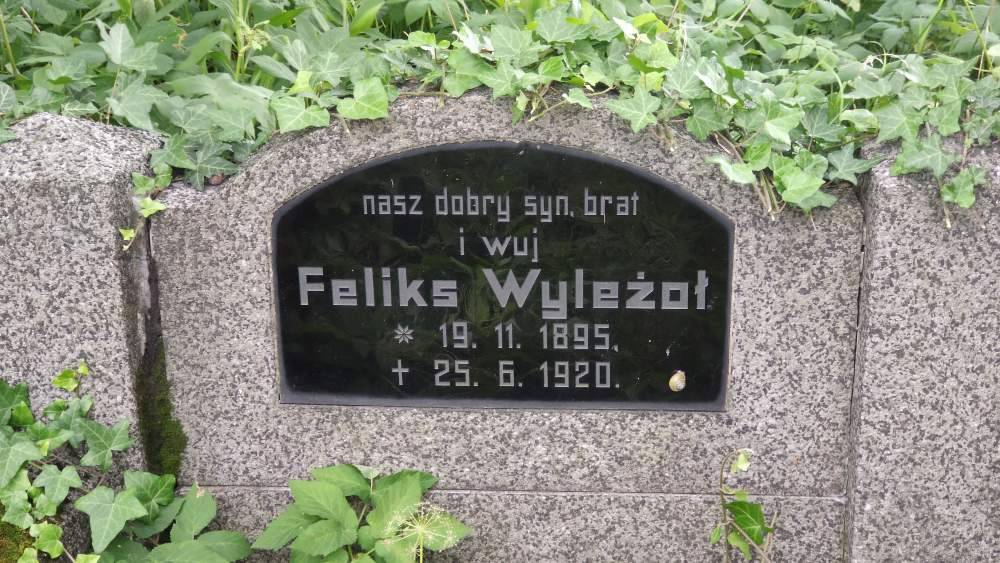 nasz dobry syn, brat
i wuj
Feliks Wyleżoł
* 19. 11. 1895.
† 25. 6. 1920.